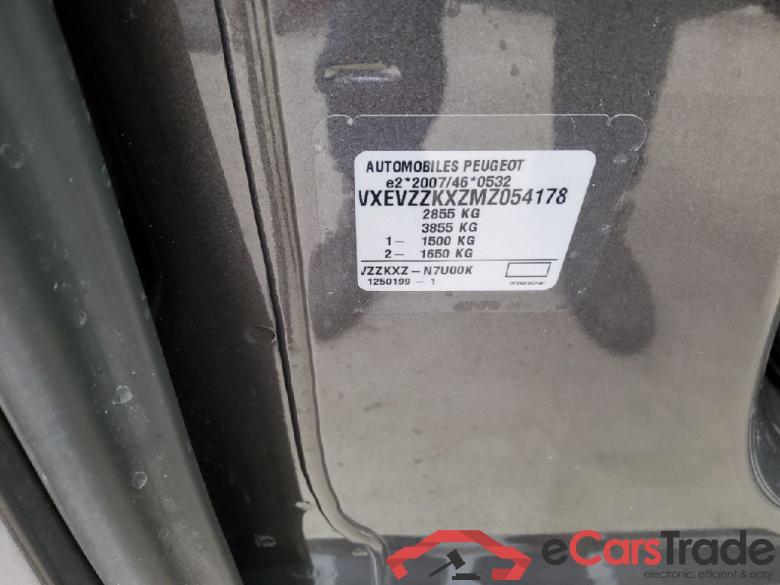 AUTOMOBILES PEUGEOT
e2*2007/46*0532
VXEVZZKXZMZ054178
2855 KG
3855 KG
1- 1500 KG
2- 1650 KG
VZZKXZ-N7U00K
1250199 - 1
eCarsTrade
electronic, efficient & easy